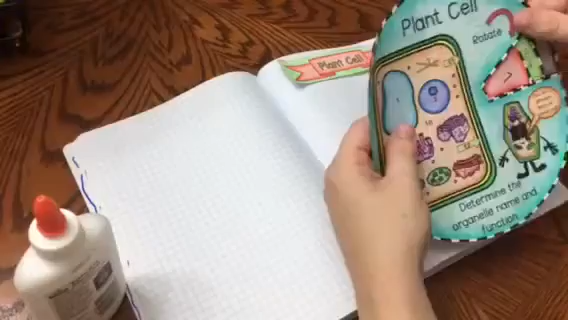 Plant Cell
Plant Cell
Rotate
Determine the
organelle name and
function